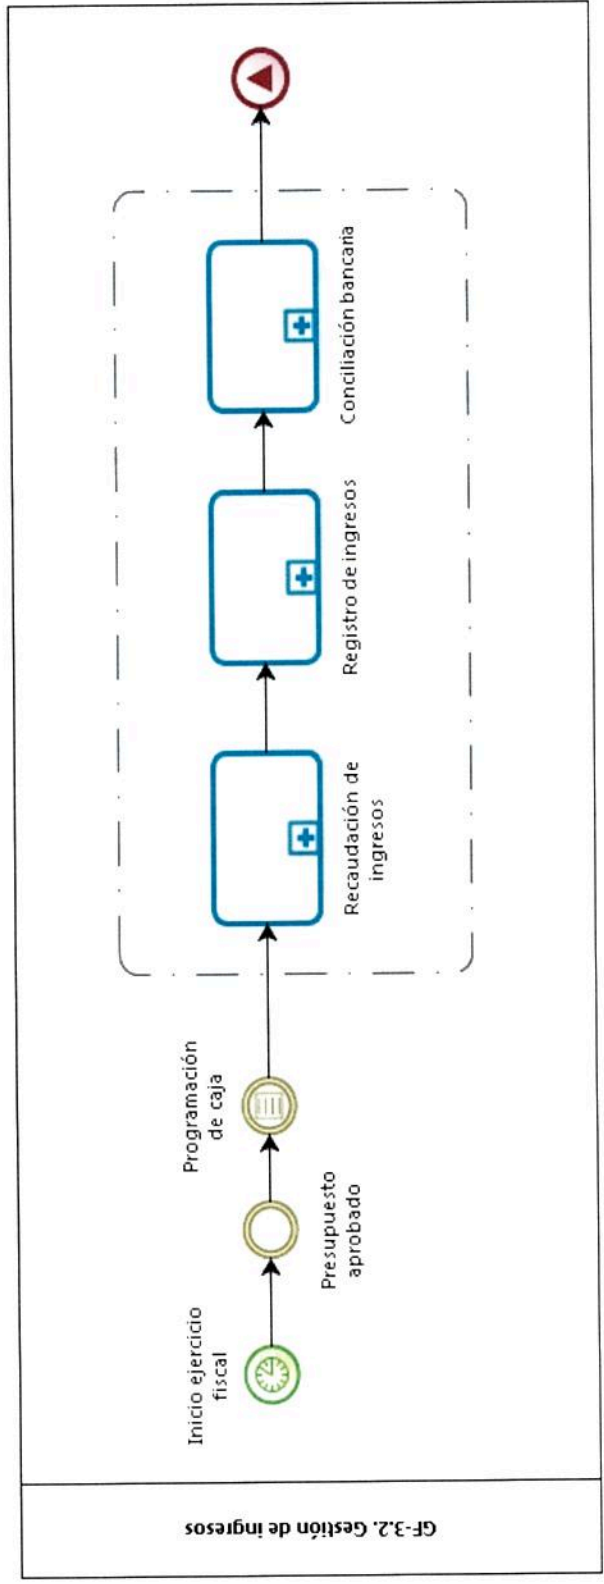 GF-3.2. Gestión de ingresos
Inicio ejercicio
fiscal
Presupuesto
aprobado
Programación
de caja
Recaudación de
ingresos
Registro de ingresos
Conciliación bancaria